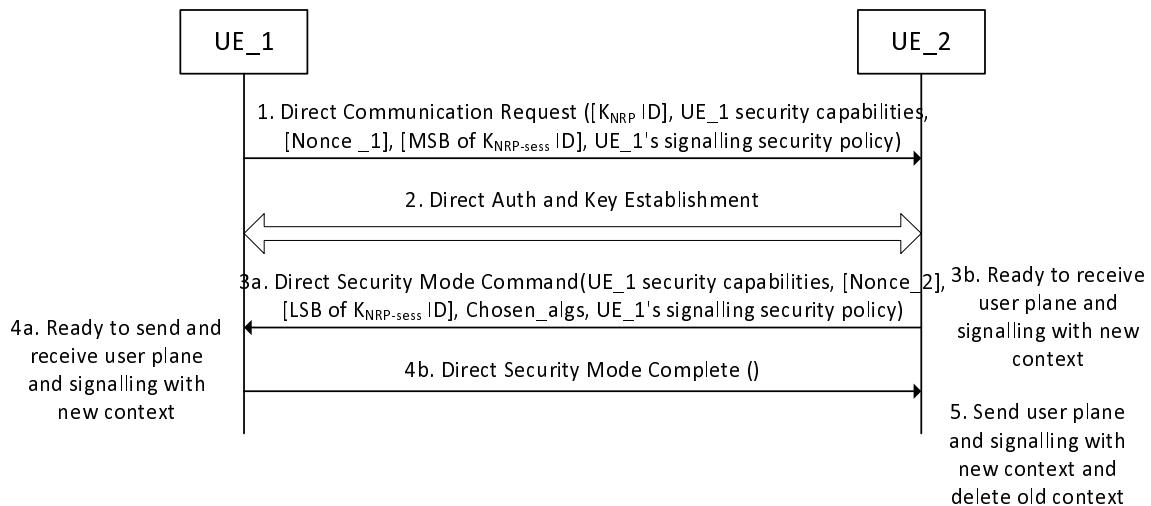 UE_1
UE_2
1. Direct Communication Request ([KNRP ID], UE_1 security capabilities,
[Nonce _1], [MSB of KNRP-sess ID], UE_1's signalling security policy)
2. Direct Auth and Key Establishment
3a. Direct Security Mode Command(UE_1 security capabilities, [Nonce_2],
[LSB of KNRP-sess ID], Chosen_algs, UE_1's signalling security policy)
3b. Ready to receive
user plane and
signalling with new
context
4a. Ready to send and
receive user plane
and signalling with
new context
4b. Direct Security Mode Complete ()
5. Send user plane
and signalling with
new context and
delete old context